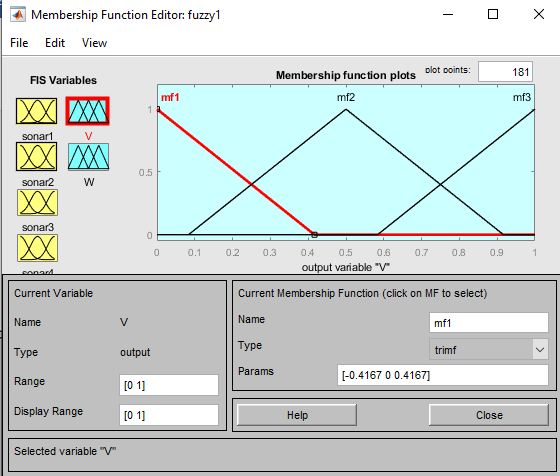 Membership Function Editor: fuzzy1
File Edit View
FIS Variables
Membership function plots
plot points:
181
sonar1
V
sonar2
W
sonar3
sonar4
mf1
mf2
mf3
1
0.5
0
0 0.1 0.2 0.3 0.4 0.5 0.6 0.7 0.8 0.9 1
output variable "V"
Current Variable
Name V
Type output
Range [0 1]
Display Range [0 1]
Current Membership Function (click on MF to select)
Name mf1
Type trimf
Params [-0.4167 0 0.4167]
Help Close
Selected variable "V"